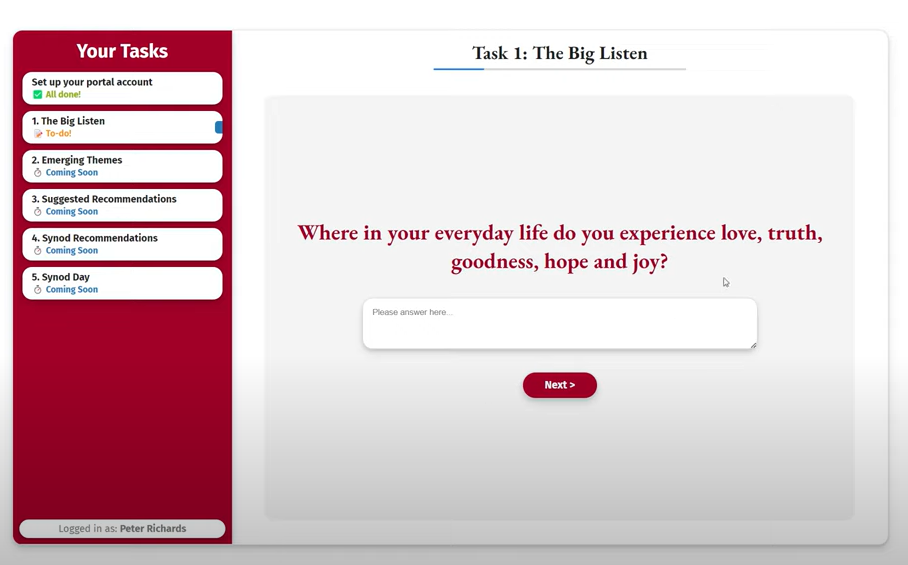 Your Tasks
Set up your portal account
✅ All done!
1. The Big Listen
📝 To-do!
2. Emerging Themes
⏱ Coming Soon
3. Suggested Recommendations
⏱ Coming Soon
4. Synod Recommendations
⏱ Coming Soon
5. Synod Day
⏱ Coming Soon
Logged in as: Peter Richards
Task 1: The Big Listen
Where in your everyday life do you experience love, truth,
goodness, hope and joy?
Please answer here...
Next >